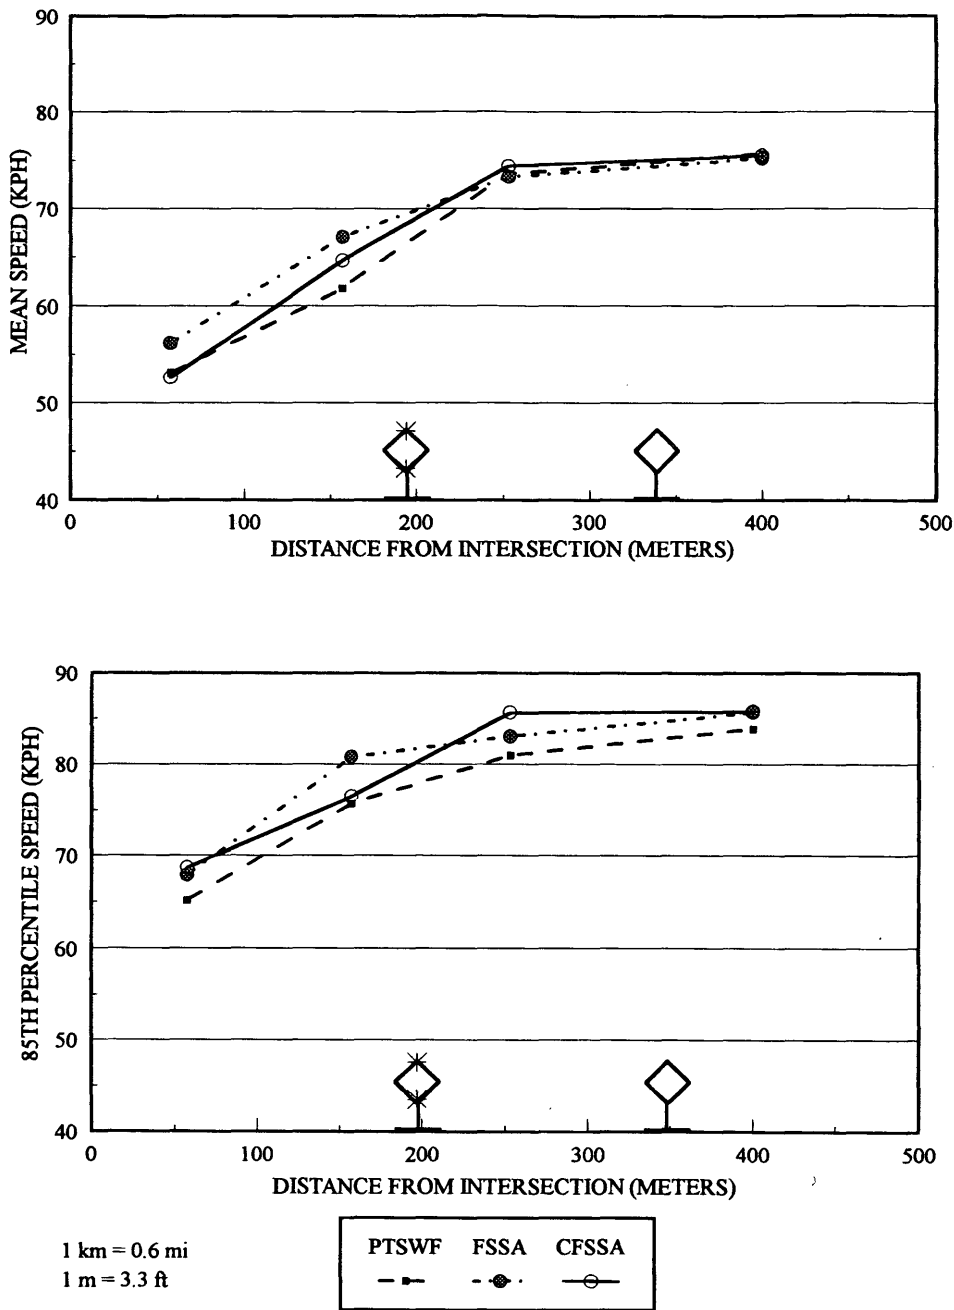 90
80
70
60
50
40
MEAN SPEED (KPH)
0 100 200 300 400 500
DISTANCE FROM INTERSECTION (METERS)
90
80
70
60
50
40
85TH PERCENTILE SPEED (KPH)
0 100 200 300 400 500
DISTANCE FROM INTERSECTION (METERS)
1 km = 0.6 mi
1 m = 3.3 ft
PTSWF FSSA CFSSA